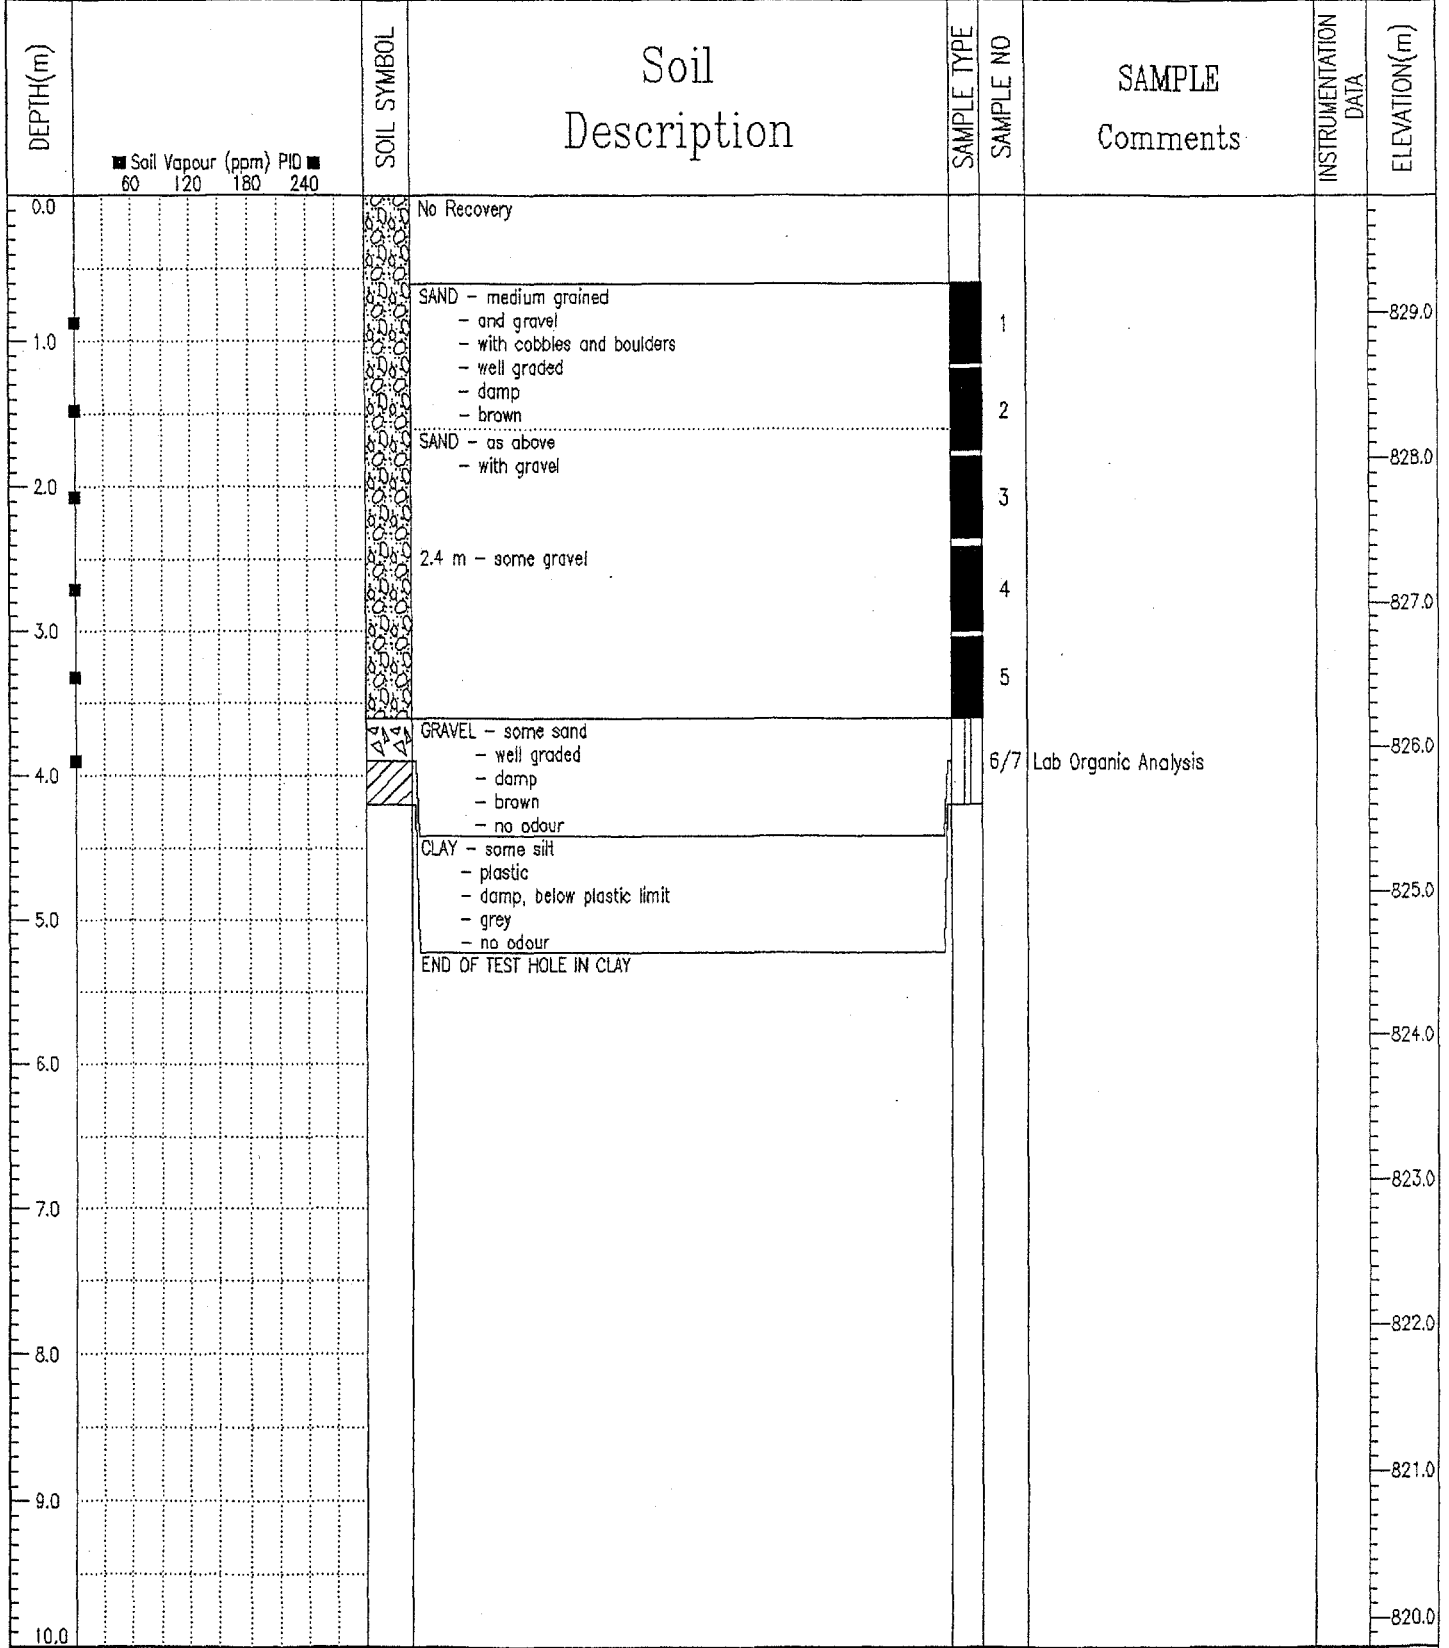 DEPTH(m)
■ Soil Vapour (ppm) PID ■
60 120 180 240
SOIL SYMBOL
Soil
Description
SAMPLE TYPE
SAMPLE NO
SAMPLE
Comments
INSTRUMENTATION
DATA
ELEVATION(m)
0.0
No Recovery
SAND - medium grained
- and gravel
- with cobbles and boulders
- well graded
- damp
- brown
SAND - as above
- with gravel
2.4 m - some gravel
GRAVEL - some sand
- well graded
- damp
- brown
- no odour
CLAY - some silt
- plastic
- damp, below plastic limit
- grey
- no odour
END OF TEST HOLE IN CLAY
1.0
2.0
3.0
4.0
5.0
6.0
7.0
8.0
9.0
10.0
1
2
3
4
5
6/7 Lab Organic Analysis
829.0
828.0
827.0
826.0
825.0
824.0
823.0
822.0
821.0
820.0